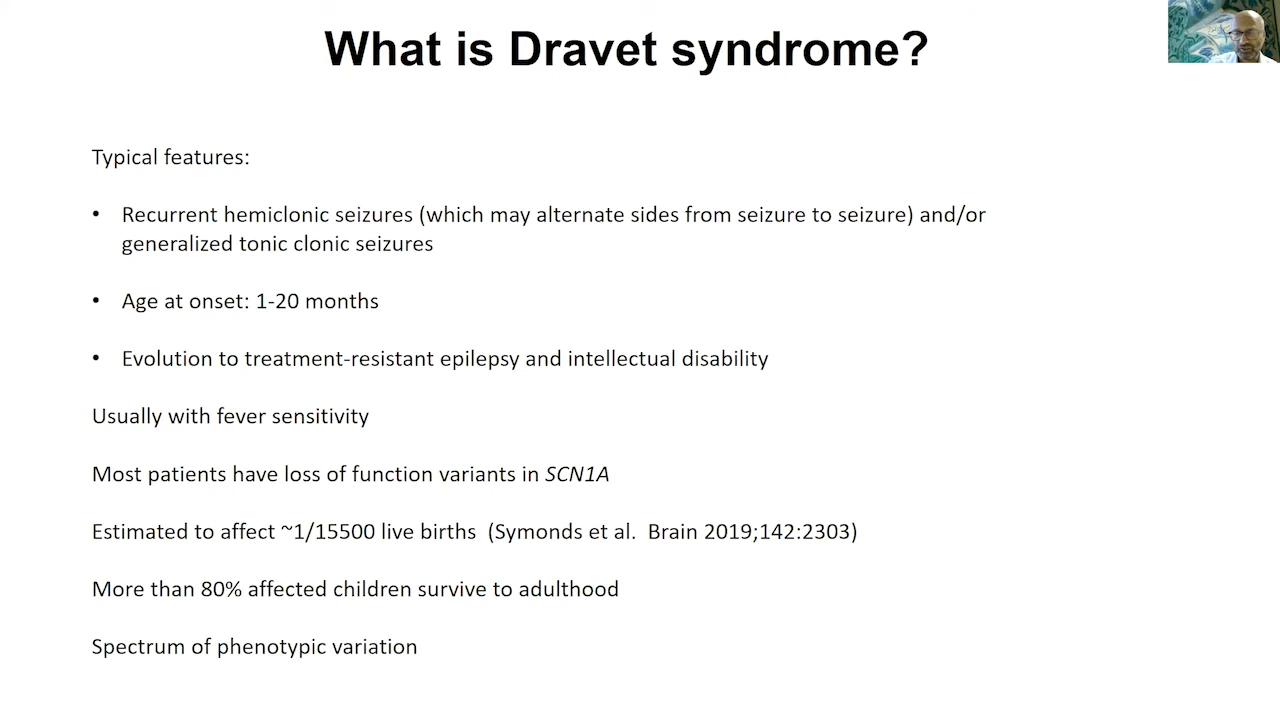 What is Dravet syndrome?
Typical features:
• Recurrent hemiclonic seizures (which may alternate sides from seizure to seizure) and/or
generalized tonic clonic seizures
• Age at onset: 1-20 months
• Evolution to treatment-resistant epilepsy and intellectual disability
Usually with fever sensitivity
Most patients have loss of function variants in SCN1A
Estimated to affect ~1/15500 live births (Symonds et al. Brain 2019;142:2303)
More than 80% affected children survive to adulthood
Spectrum of phenotypic variation